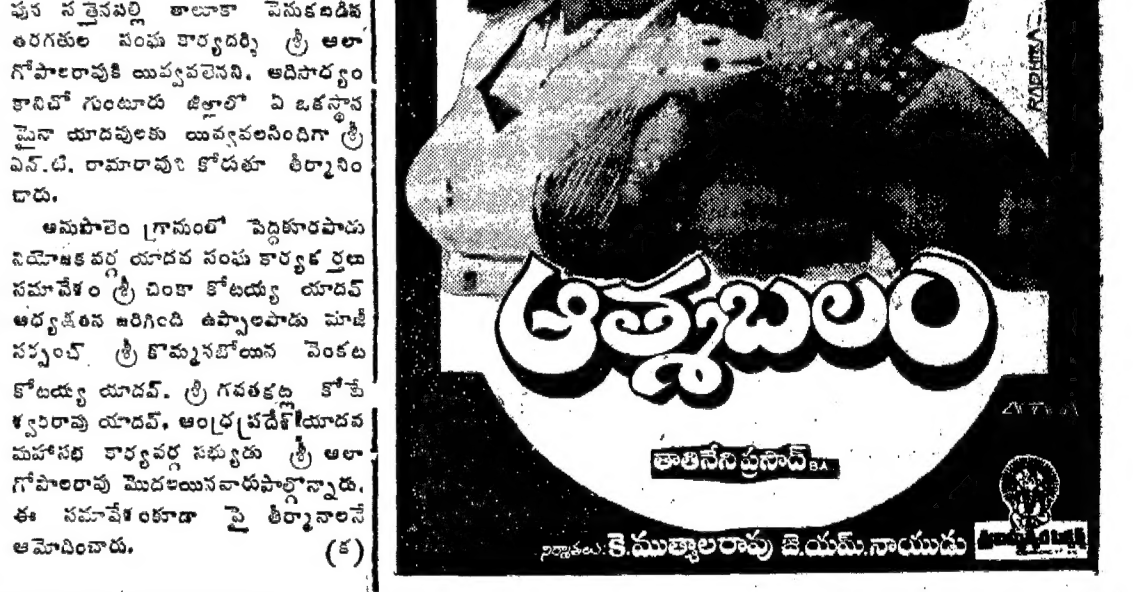 పున సత్తెనపల్లి తాలూకా వెనుకబడిన
తరగతుల సంఘ కార్యదర్శి శ్రీ ఆలా
గోపాలరావుకి యివ్వవలెనని. అదిసాధ్యం
కానిచో గుంటూరు జిల్లాలో ఏ ఒకస్థాన
మైనా యాదవులకు యివ్వవలసిందిగా శ్రీ
ఎన్.టి. రామారావుని కోరుతూ తీర్మానిం
చారు.
అనుపాలెం గ్రామంలో పెద్దకూరపాడు
నియోజకవర్గ యాదవ సంఘ కార్యకర్తలు
సమావేశం శ్రీ చింకా కోటయ్య యాదవ్
అధ్యక్షతన జరిగింది ఉప్పాలపాడు మాజీ
సర్పంచ్ శ్రీ కొమ్మనబోయిన వెంకట
కోటయ్య యాదవ్. శ్రీ గవతకట్ల కోటే
శ్వరరావు యాదవ్. ఆంధ్రప్రదేశ్ యాదవ
మహాసభ కార్యవర్గ సభ్యుడు శ్రీ ఆలా
గోపాలరావు మొదలయినవారుపాల్గొన్నారు.
ఈ సమావేశంకూడా పై తీర్మానాలనే
ఆమోదించారు. (క)
RADHIKA
ఆత్మబలం
తాతినేని ప్రసాద్ B.A.
నిర్మాతలు: కె.ముత్యాలరావు జె.యమ్.నాయుడు